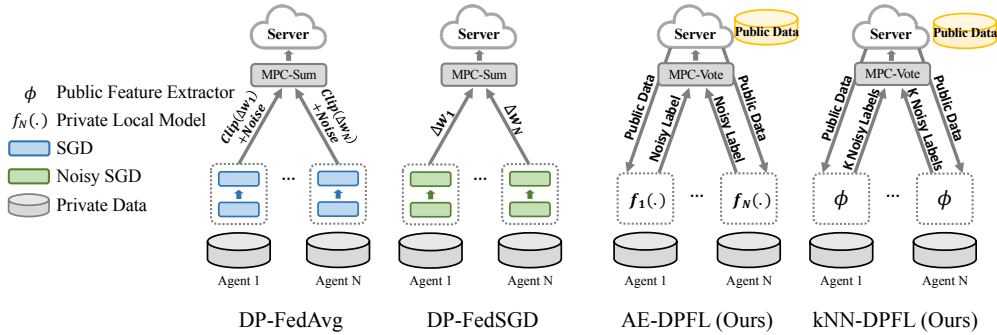 ϕ Public Feature Extractor
f_N(.) Private Local Model
SGD
Noisy SGD
Private Data
Server
MPC-Sum
Clip(Δw_1)
+Noise
Clip(Δw_N)
+Noise
...
Agent 1
Agent N
DP-FedAvg
Server
MPC-Sum
Δw_1
Δw_N
...
Agent 1
Agent N
DP-FedSGD
Server
Public Data
MPC-Vote
Public Data
Noisy Label
Noisy Label
Public Data
f_1(.)
...
f_N(.)
Agent 1
Agent N
AE-DPFL (Ours)
Server
Public Data
MPC-Vote
Public Data
K Noisy Labels
K Noisy Labels
Public Data
ϕ
...
ϕ
Agent 1
Agent N
kNN-DPFL (Ours)